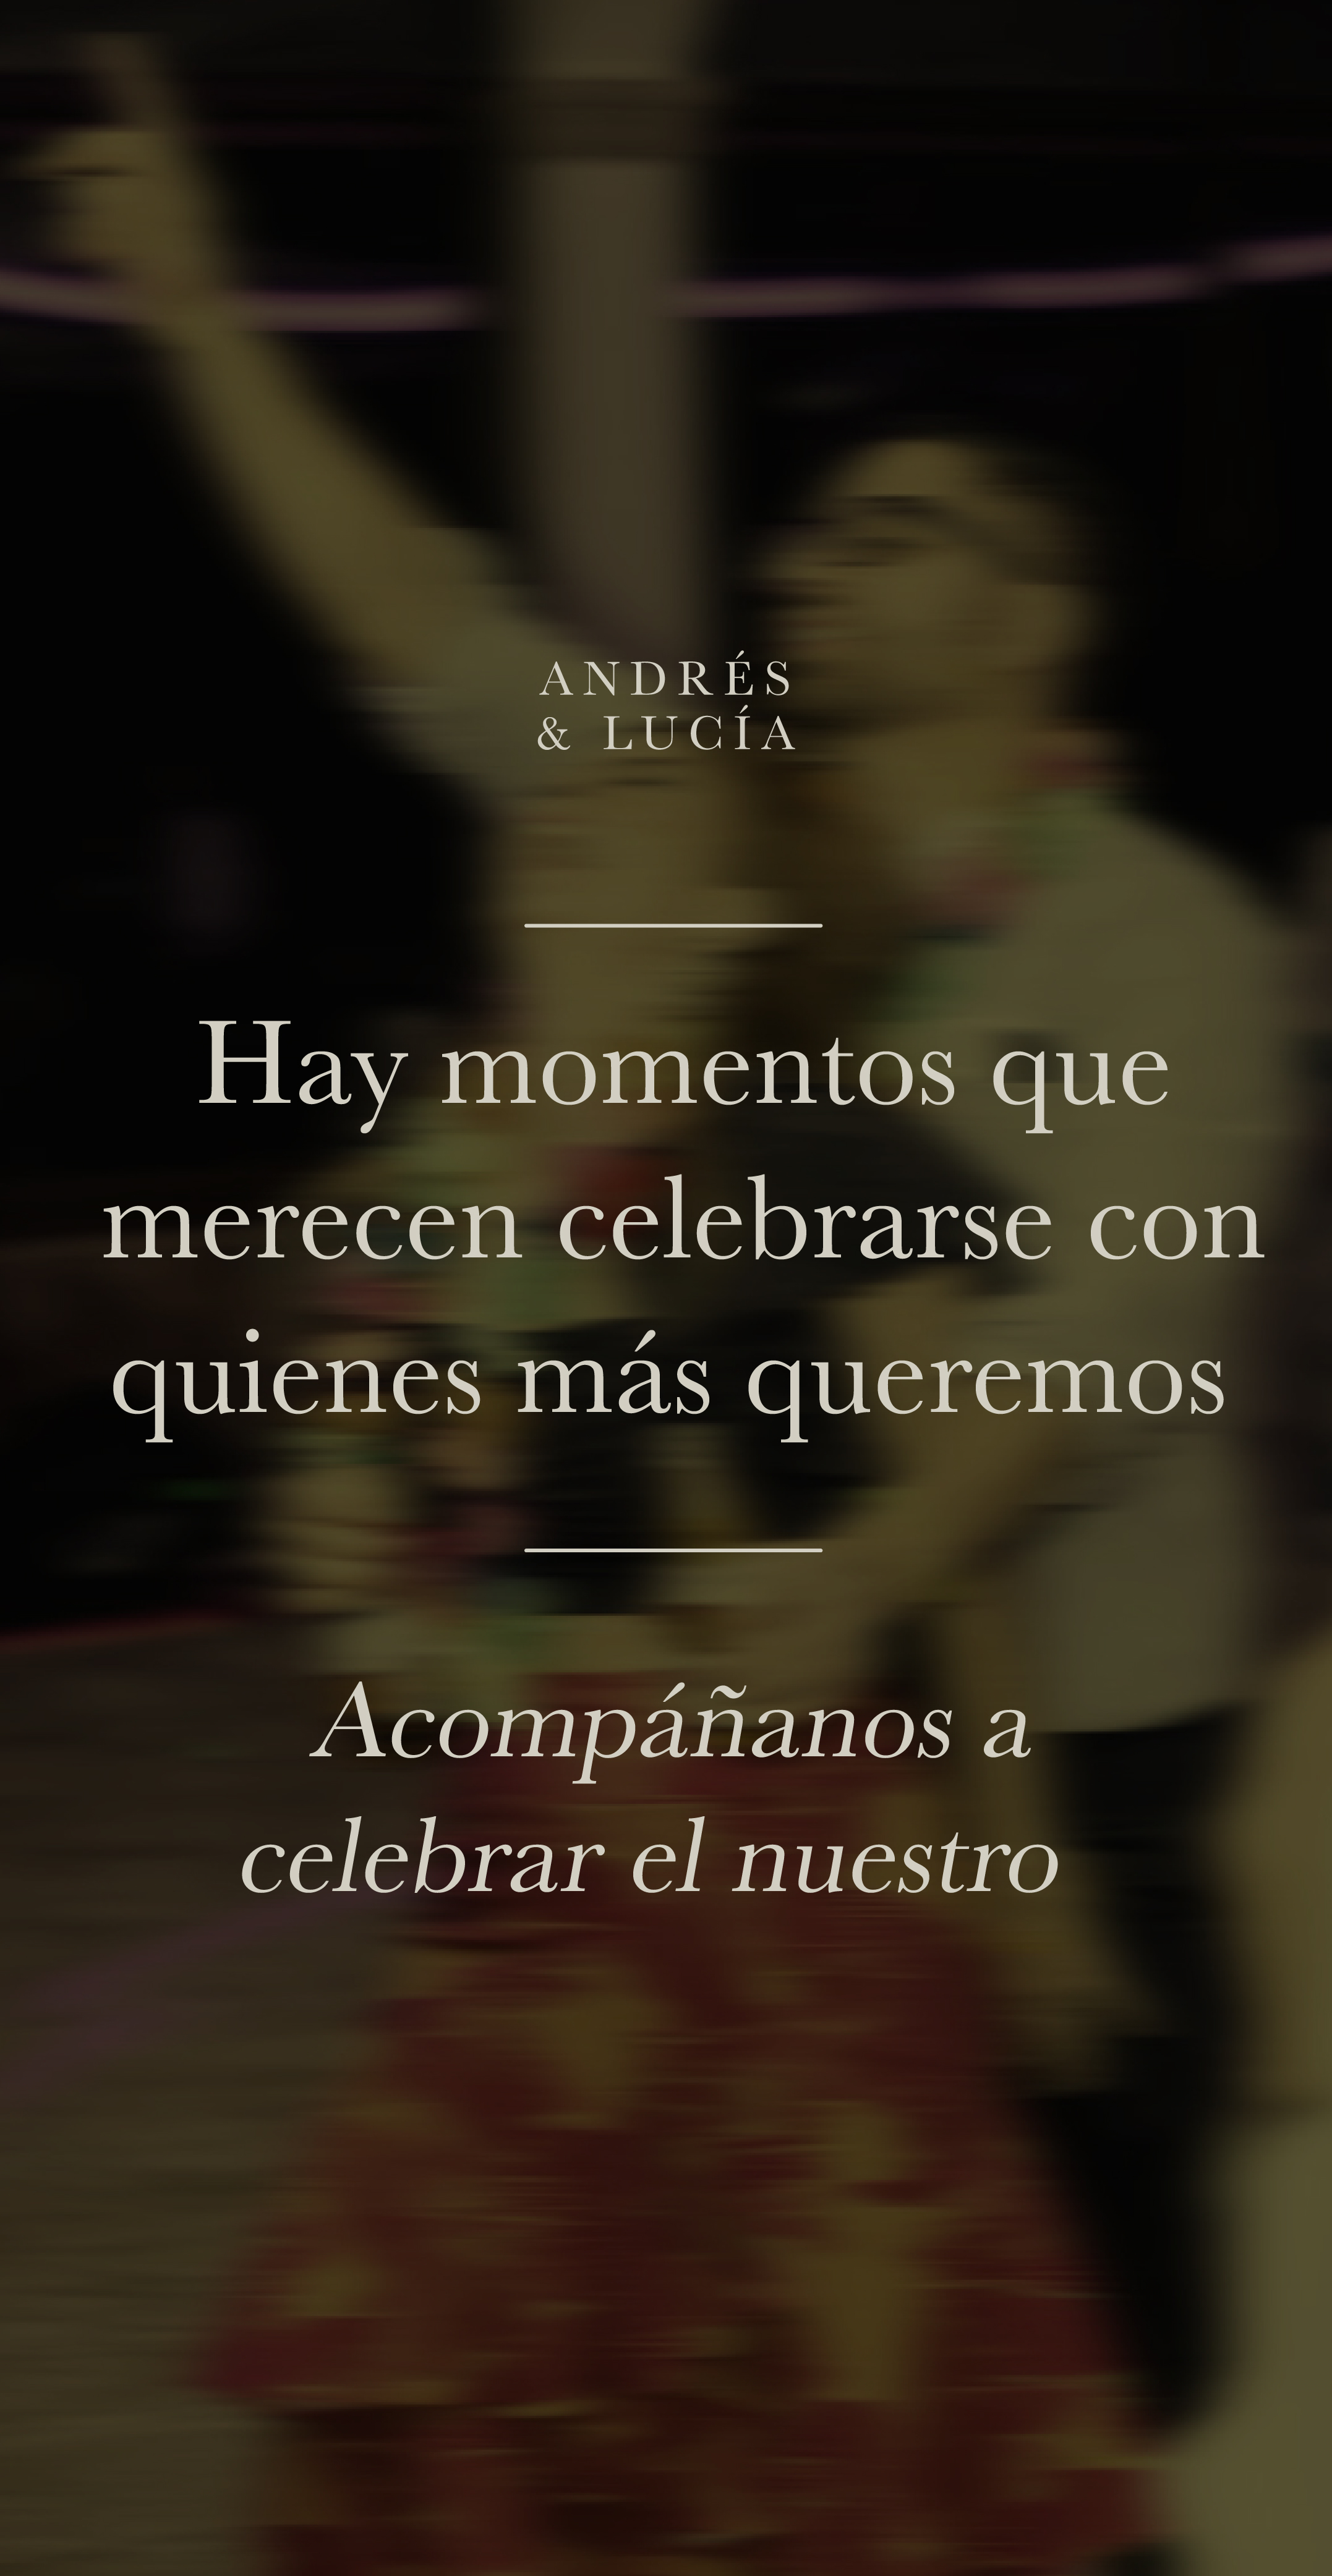 ANDRÉS
& LUCÍA
Hay momentos que
merecen celebrarse con
quienes más queremos
Acompáñanos a
celebrar el nuestro